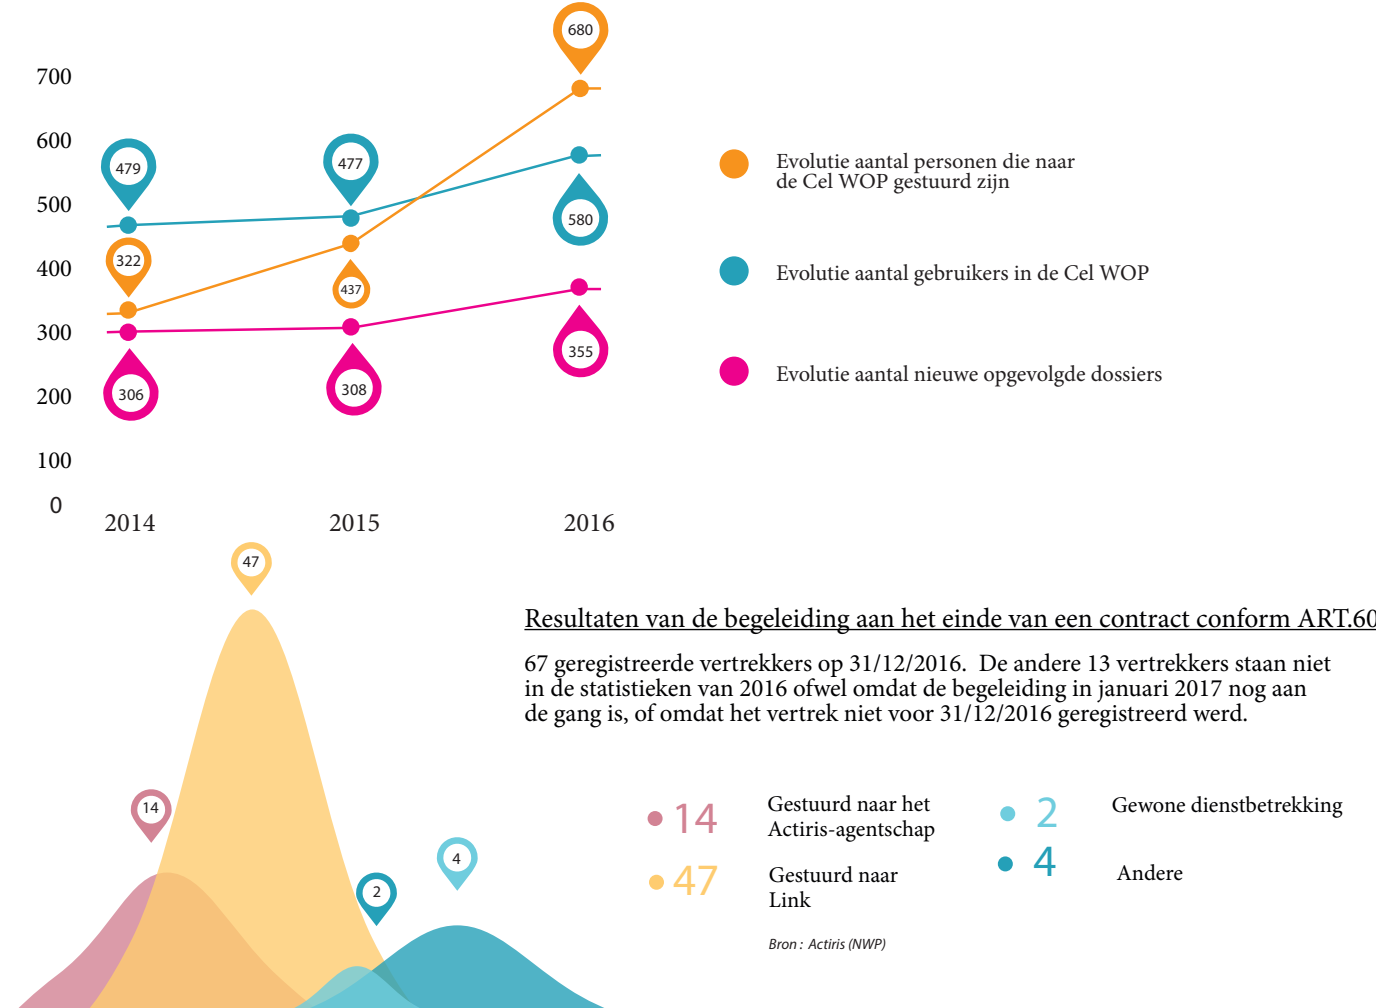 680
700
600
479
477
Evolutie aantal personen die naar
de Cel WOP gestuurd zijn
500
580
400
322
437
Evolutie aantal gebruikers in de Cel WOP
300
355
200
306
308
Evolutie aantal nieuwe opgevolgde dossiers
100
0
2014
2015
2016
47
14
2
4
Resultaten van de begeleiding aan het einde van een contract conform ART.60
67 geregistreerde vertrekkers op 31/12/2016. De andere 13 vertrekkers staan niet
in de statistieken van 2016 ofwel omdat de begeleiding in januari 2017 nog aan
de gang is, of omdat het vertrek niet voor 31/12/2016 geregistreerd werd.
14
Gestuurd naar het
Actiris-agentschap
47
Gestuurd naar
Link
2
Gewone dienstbetrekking
4
Andere
Bron : Actiris (NWP)